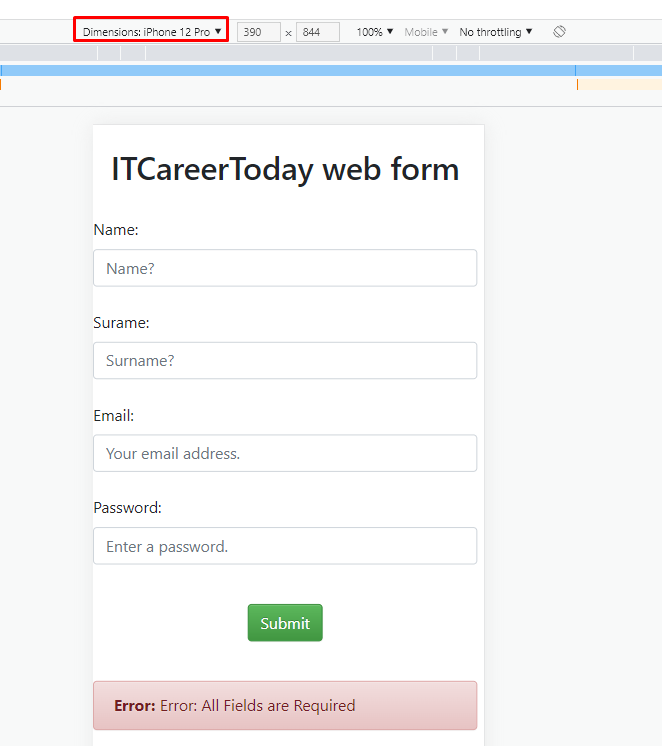 Dimensions: iPhone 12 Pro ▼ 390 x 844 100% ▼ Mobile ▼ No throttling ▼
ITCareerToday web form
Name:
Name?
Surame:
Surname?
Email:
Your email address.
Password:
Enter a password.
Submit
Error: Error: All Fields are Required